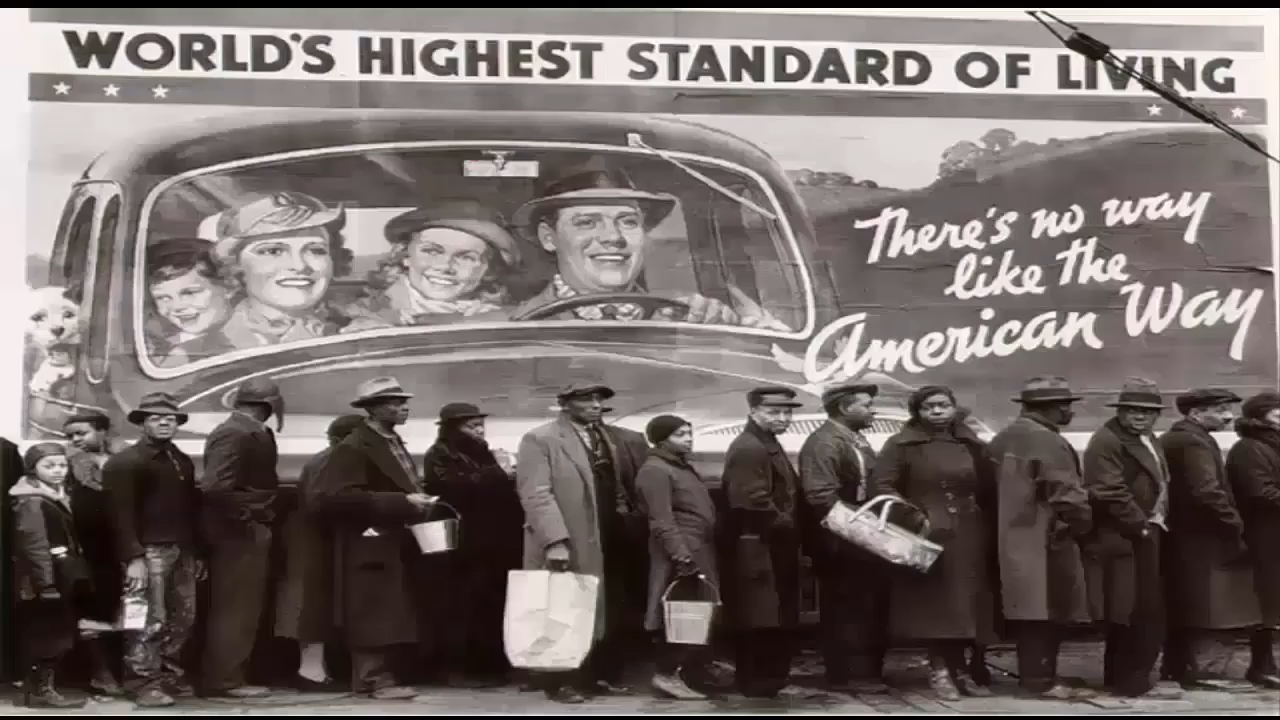 WORLD'S HIGHEST STANDARD OF LIVING
There's no way
like the
American Way